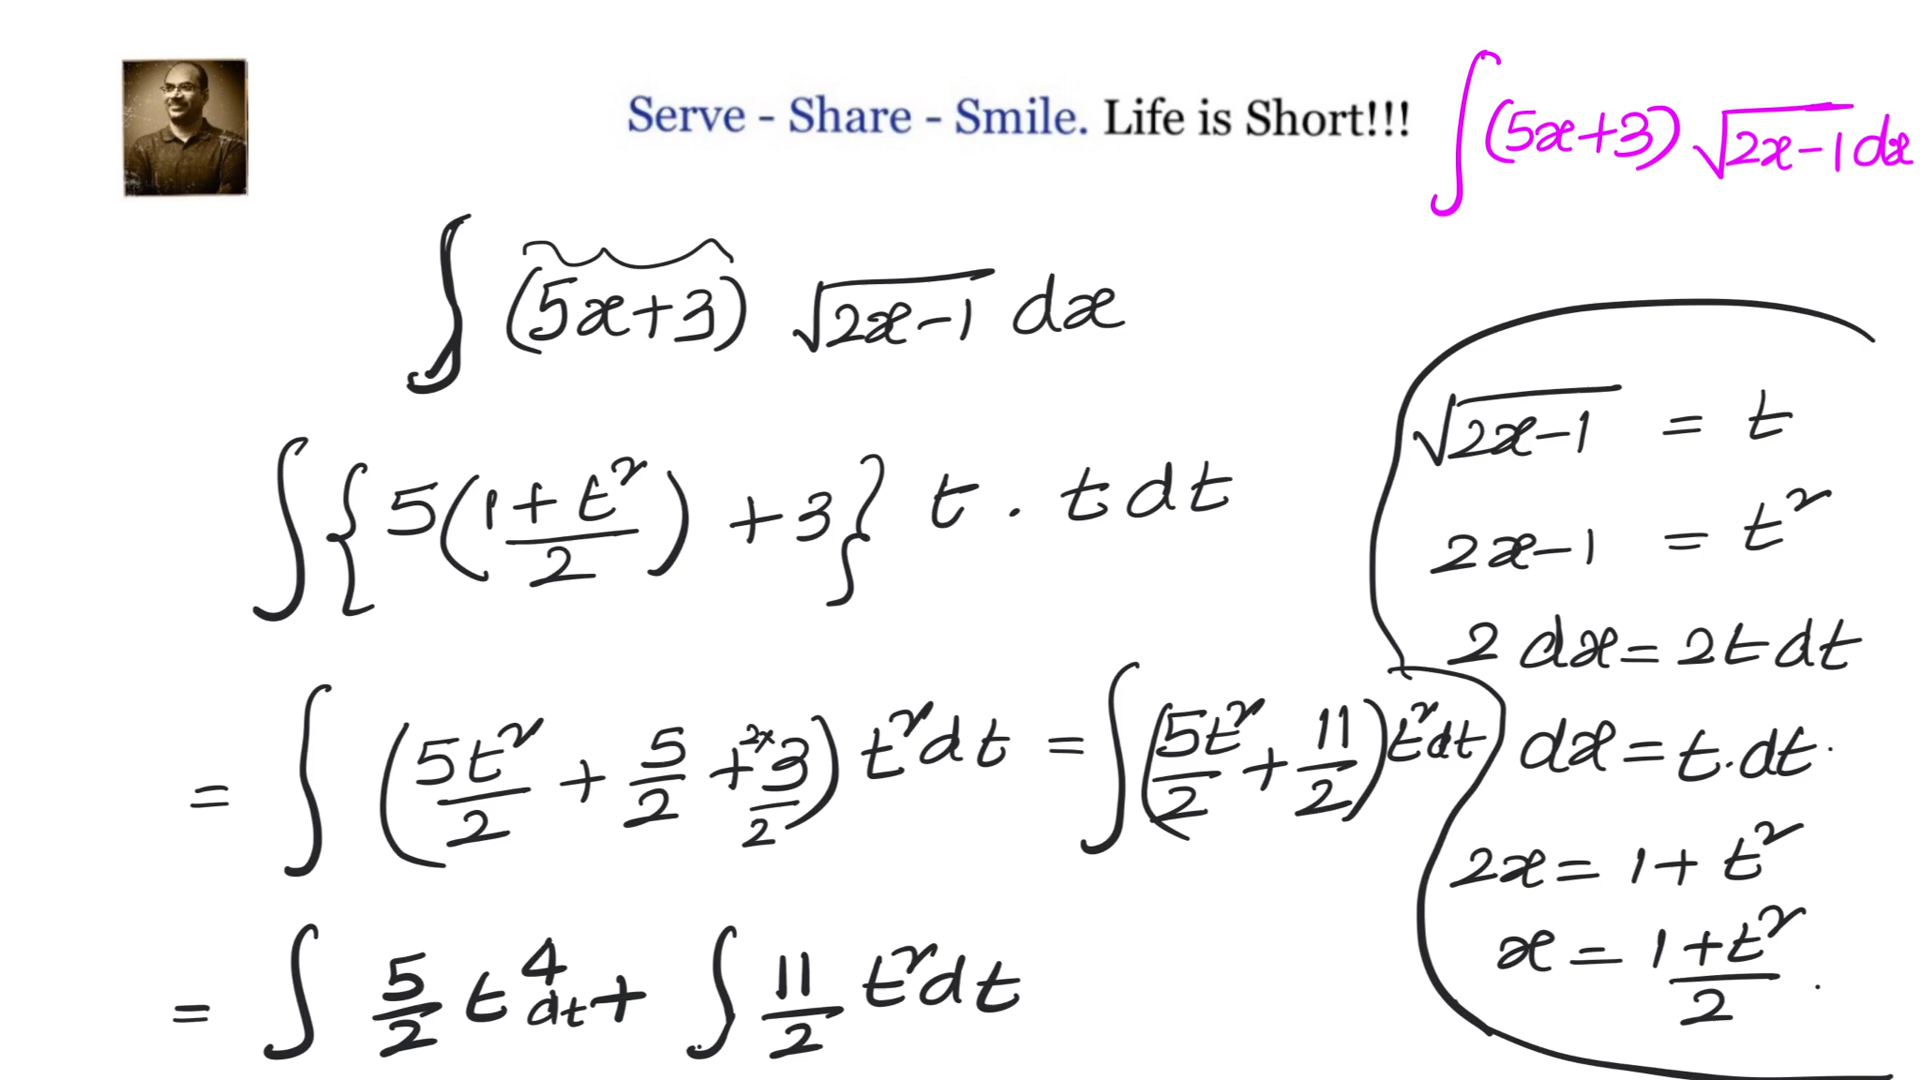 Serve - Share - Smile. Life is Short!!!
∫(5x+3) √(2x-1) dx
∫ (5x+3) √(2x-1) dx
∫{5((1+t²)/2) +3} t . t dt
= ∫ (5t²/2 + 5/2 + 2×3/2) t² dt = ∫(5t²/2 + 11/2) t² dt
= ∫ 5/2 t⁴ dt + ∫ 11/2 t² dt
√(2x-1) = t
2x-1 = t²
2 dx = 2t dt
dx = t.dt.
2x = 1 + t²
x = (1+t²)/2 .